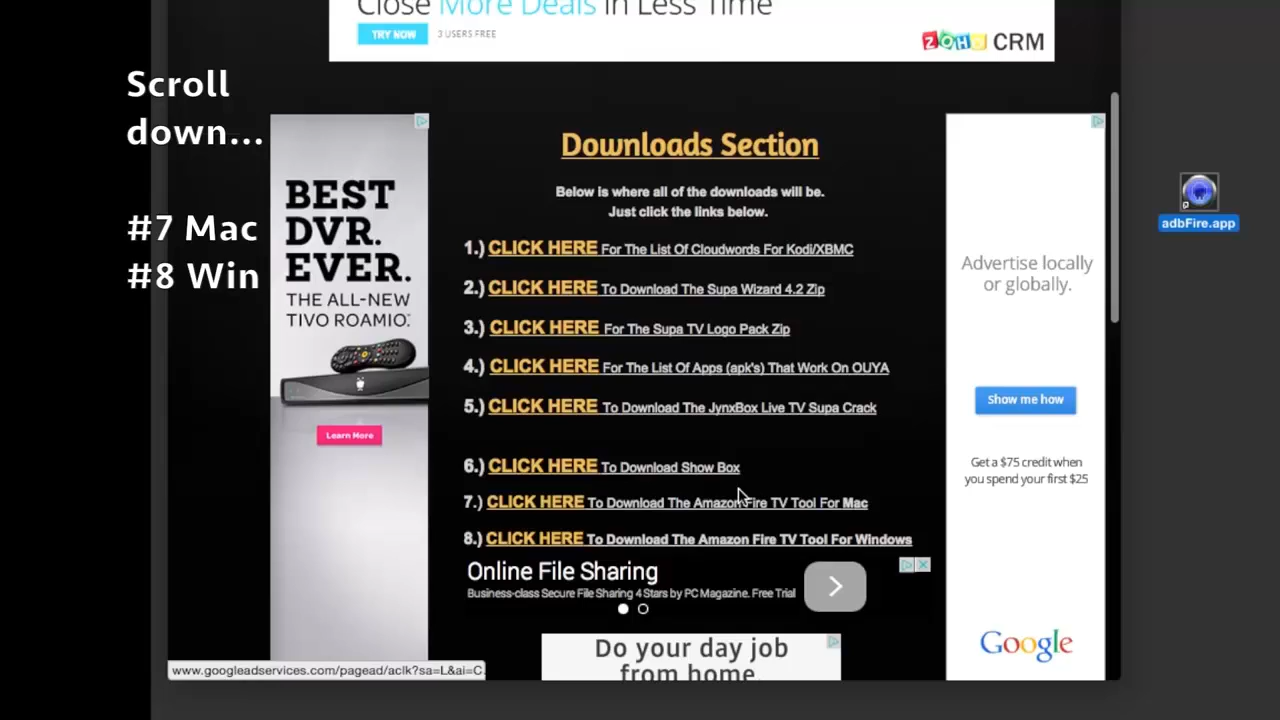 Close More Deals in Less Time
TRY NOW
3 USERS FREE
ZOHO CRM
Scroll
down...
#7 Mac
#8 Win
BEST
DVR.
EVER.
THE ALL-NEW
TIVO ROAMIO.
Learn More
Downloads Section
Below is where all of the downloads will be.
Just click the links below.
1.) CLICK HERE For The List Of Cloudwords For Kodi/XBMC
2.) CLICK HERE To Download The Supa Wizard 4.2 Zip
3.) CLICK HERE For The Supa TV Logo Pack Zip
4.) CLICK HERE For The List Of Apps (apk's) That Work On OUYA
5.) CLICK HERE To Download The JynxBox Live TV Supa Crack
6.) CLICK HERE To Download Show Box
7.) CLICK HERE To Download The Amazon Fire TV Tool For Mac
8.) CLICK HERE To Download The Amazon Fire TV Tool For Windows
Online File Sharing
Business-class Secure File Sharing 4 Stars by PC Magazine. Free Trial
Do your day job
from home.
Advertise locally
or globally.
Show me how
Get a $75 credit when
you spend your first $25
Google
adbFire.app
www.googleadservices.com/pagead/aclk?sa=L&ai=C